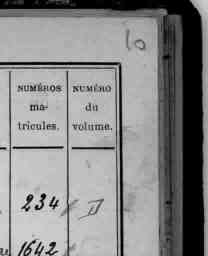 10
NUMÉROS
ma-
tricules.
NUMÉRO
du
volume.
234 II
1642